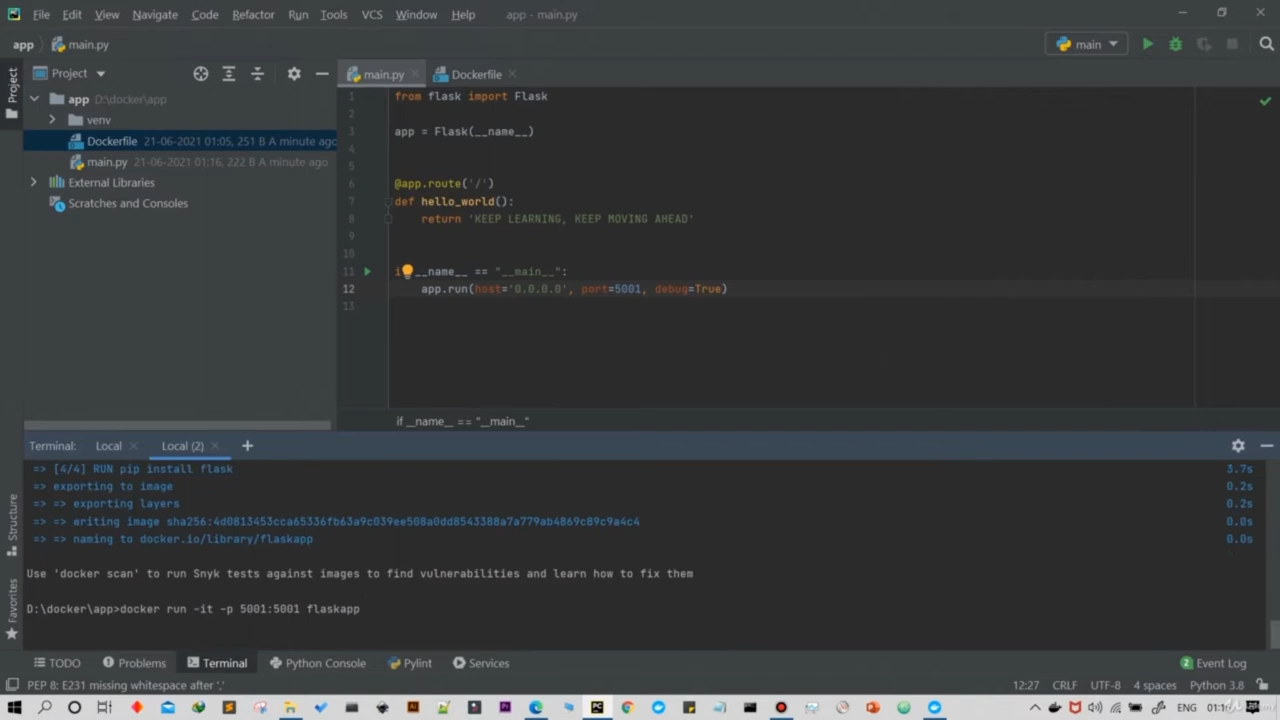 File Edit View Navigate Code Refactor Run Tools VCS Window Help app - main.py
app main.py main
Project
Project main.py Dockerfile
app D:\docker\app
venv
Dockerfile 21-06-2021 01:05, 251 B A minute ago
main.py 21-06-2021 01:16, 222 B A minute ago
External Libraries
Scratches and Consoles
1 from flask import Flask
2
3 app = Flask(__name__)
4
5
6 @app.route('/')
7 def hello_world():
8 return 'KEEP LEARNING, KEEP MOVING AHEAD'
9
10
11 i __name__ == "__main__":
12 app.run(host='0.0.0.0', port=5001, debug=True)
13
if __name__ == "__main__"
Terminal: Local Local (2) +
=> [4/4] RUN pip install flask 3.7s
=> exporting to image 0.2s
=> => exporting layers 0.2s
=> => writing image sha256:4d0813453cca65336fb63a9c039ee508a0dd8543388a7a779ab4869c89c9a4c4 0.0s
=> => naming to docker.io/library/flaskapp 0.0s
Use 'docker scan' to run Snyk tests against images to find vulnerabilities and learn how to fix them
D:\docker\app>docker run -it -p 5001:5001 flaskapp
Structure
Favorites
TODO Problems Terminal Python Console Pylint Services 2 Event Log
PEP 8: E231 missing whitespace after ',' 12:27 CRLF UTF-8 4 spaces Python 3.8
ENG